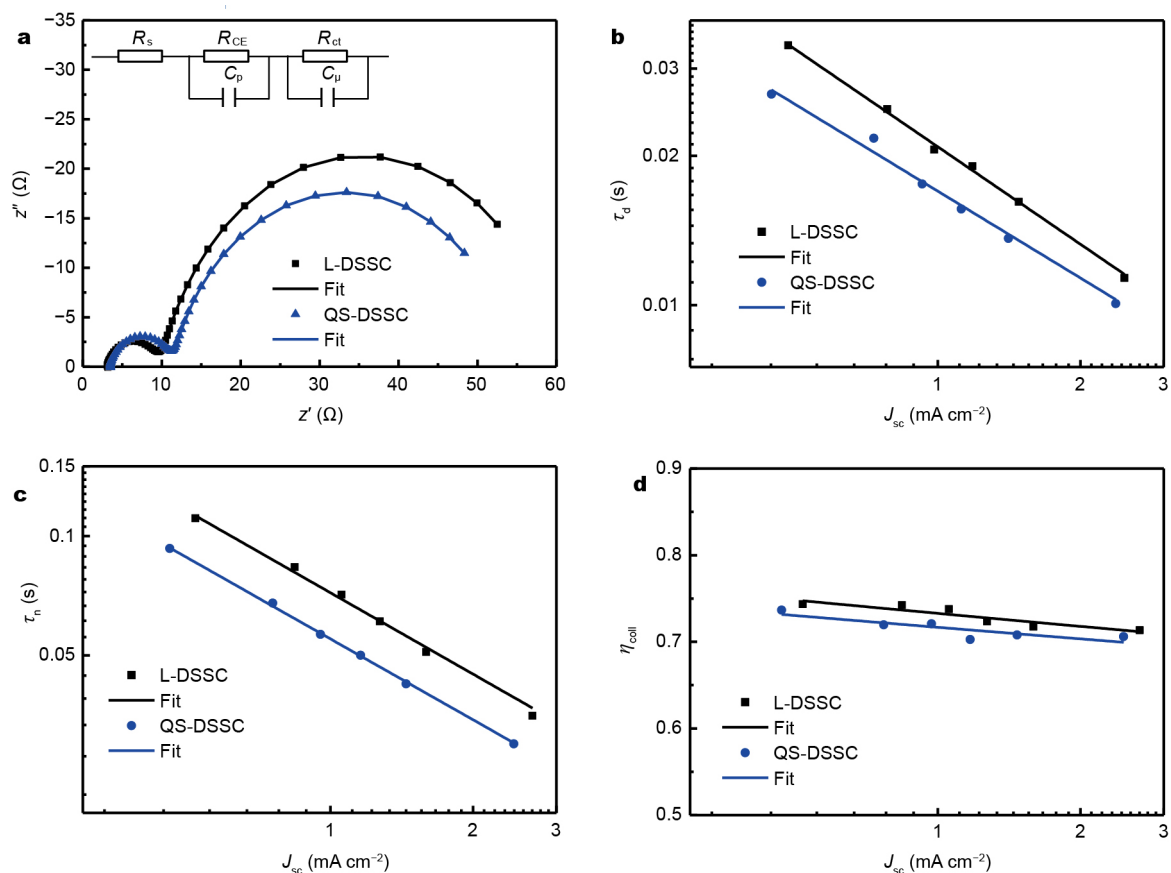 a
R_s R_CE R_ct
C_p C_μ
−35
−30
−25
−20
−15
−10
−5
0
z″ (Ω)
L-DSSC
Fit
QS-DSSC
Fit
0 10 20 30 40 50 60
z′ (Ω)
b
0.03
0.02
0.01
τ_d (s)
L-DSSC
Fit
QS-DSSC
Fit
1 2 3
J_sc (mA cm⁻²)
c
0.15
0.1
0.05
τ_n (s)
L-DSSC
Fit
QS-DSSC
Fit
1 2 3
J_sc (mA cm⁻²)
d
0.9
0.8
0.7
0.6
0.5
η_coll
L-DSSC
Fit
QS-DSSC
Fit
1 2 3
J_sc (mA cm⁻²)